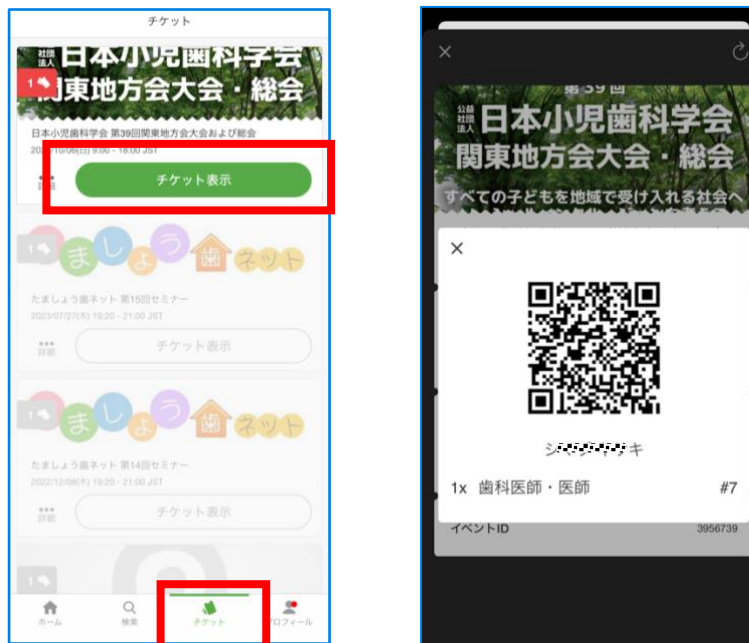 チケット
社団
法人
日本小児歯科学会
1
関東地方会大会・総会
日本小児歯科学会 第39回関東地方会大会および総会
10/06(日) 9:00 - 18:00 JST
チケット表示
1
ましょう歯ネット
たましょう歯ネット 第15回セミナー
2023/07/27(木) 19:20 - 21:00 JST
詳細
チケット表示
1
ましょう歯ネット
たましょう歯ネット 第14回セミナー
2022/12/08(木) 19:20 - 21:00 JST
詳細
チケット表示
1
ホーム
検索
チケット
プロフィール
第39回
公益
社団
法人
日本小児歯科学会
関東地方会大会・総会
すべての子どもを地域で受け入れる社会へ
キ
1x 歯科医師・医師 #7
イベントID 3956739